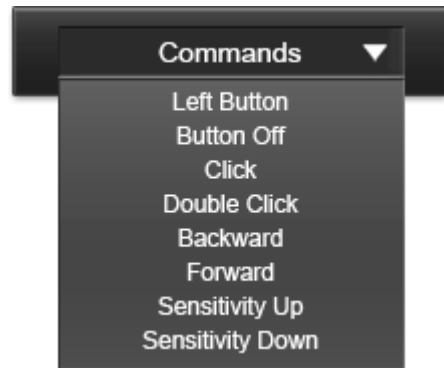 Commands
Left Button
Button Off
Click
Double Click
Backward
Forward
Sensitivity Up
Sensitivity Down